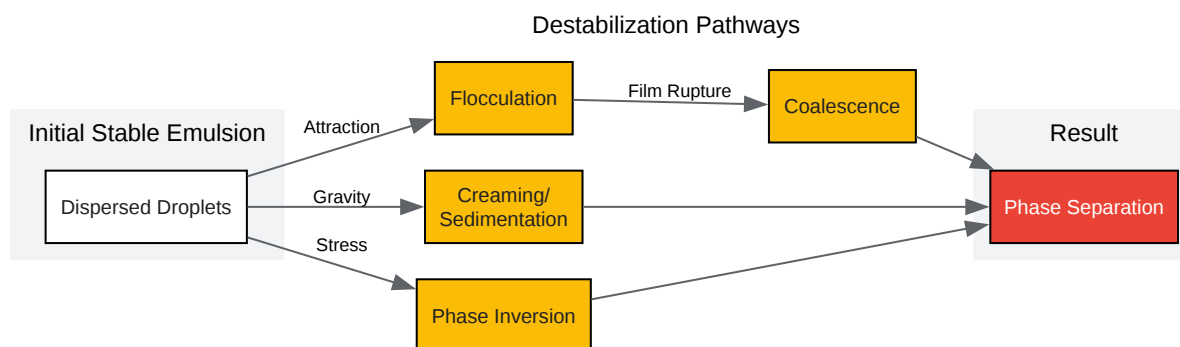 Destabilization Pathways
Initial Stable Emulsion
Dispersed Droplets
Attraction
Gravity
Stress
Flocculation
Creaming/
Sedimentation
Phase Inversion
Film Rupture
Coalescence
Result
Phase Separation